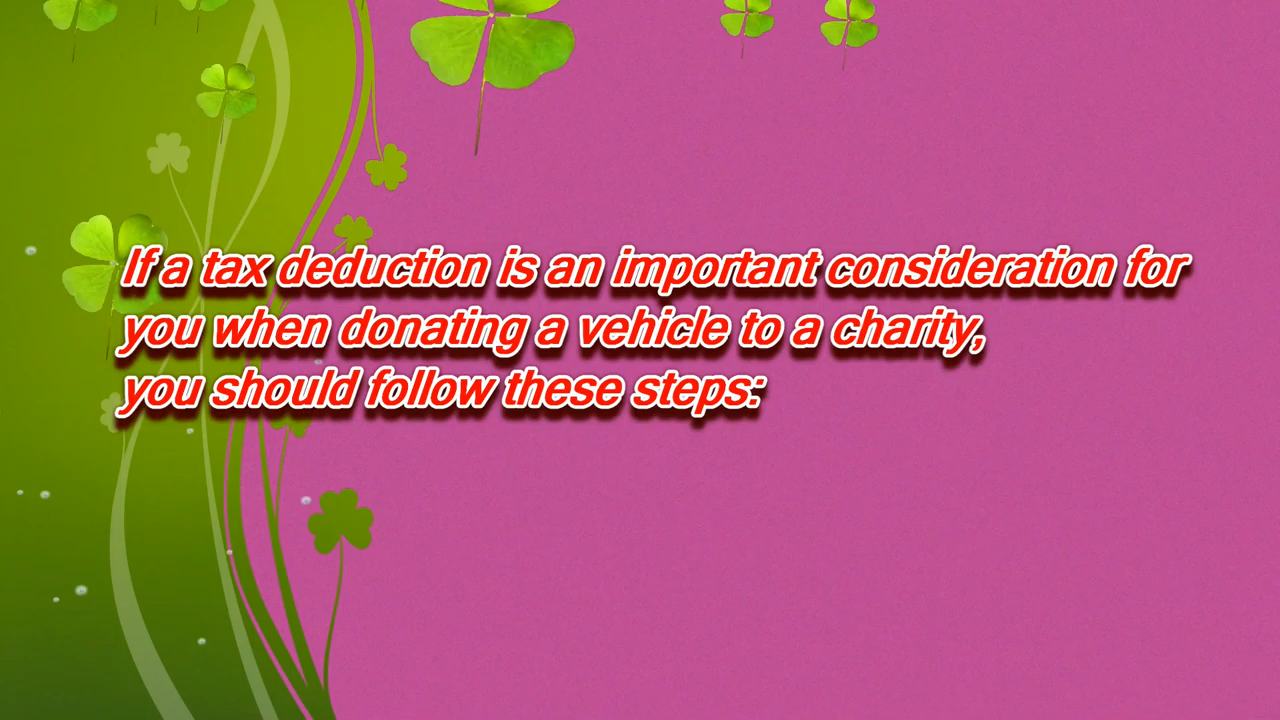 If a tax deduction is an important consideration for
you when donating a vehicle to a charity,
you should follow these steps: